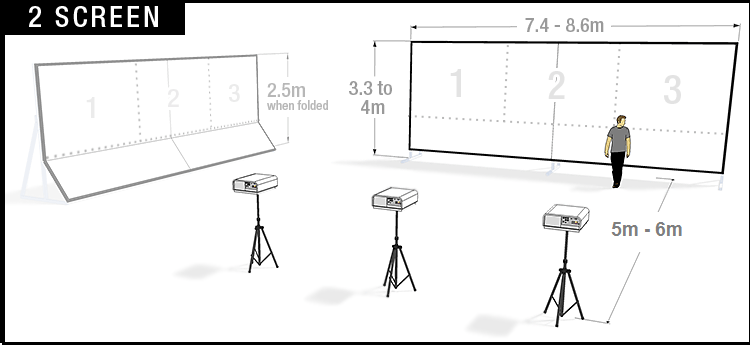 2 SCREEN
7.4 - 8.6m
1
2
3
2.5m
when folded
3.3 to
4m
1
2
3
5m - 6m